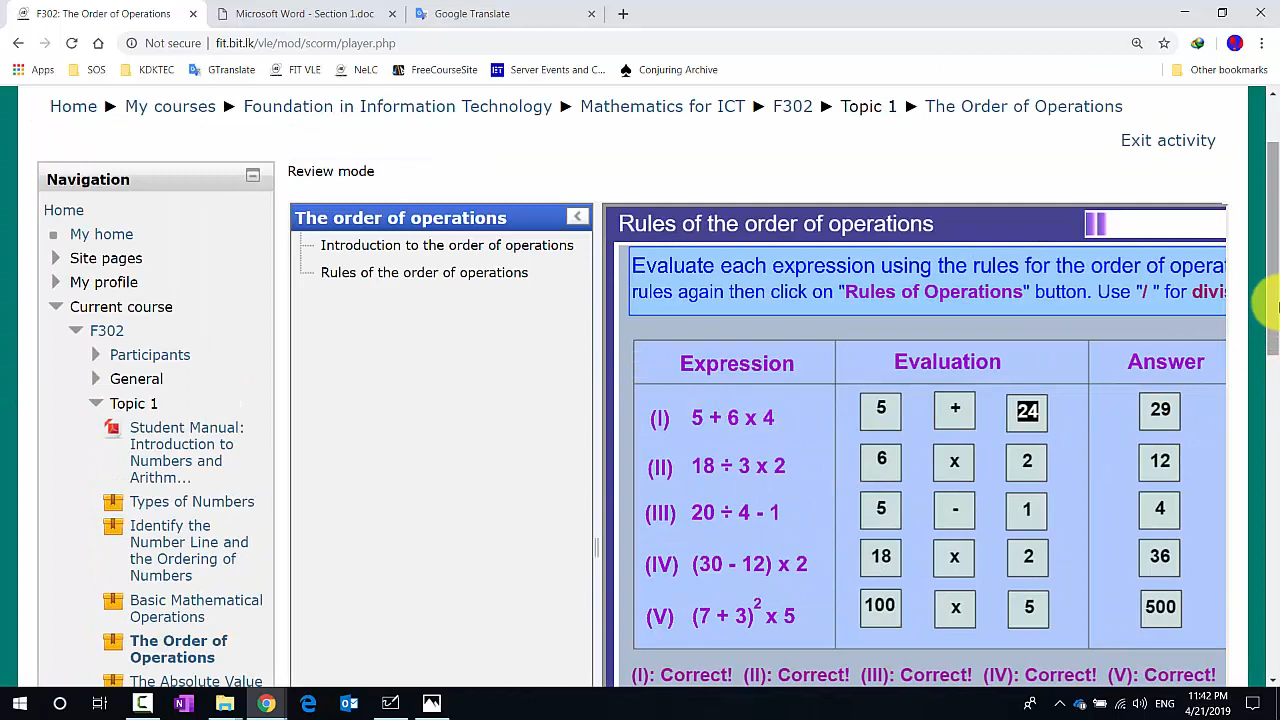 F302: The Order of Operations
Microsoft Word - Section 1.doc
Google Translate
Not secure
fit.bit.lk/vle/mod/scorm/player.php
Apps SOS KDKTEC GTranslate FIT VLE NeLC FreeCourseSite Server Events and C... Conjuring Archive Other bookmarks
Home ► My courses ► Foundation in Information Technology ► Mathematics for ICT ► F302 ► Topic 1 ► The Order of Operations
Exit activity
Navigation
Home
My home
Site pages
My profile
Current course
F302
Participants
General
Topic 1
Student Manual:
Introduction to
Numbers and
Arithm...
Types of Numbers
Identify the
Number Line and
the Ordering of
Numbers
Basic Mathematical
Operations
The Order of
Operations
The Absolute Value
Review mode
The order of operations
Introduction to the order of operations
Rules of the order of operations
Rules of the order of operations
Evaluate each expression using the rules for the order of operat
rules again then click on "Rules of Operations" button. Use "/ " for divis
Expression Evaluation Answer
(I) 5 + 6 x 4 5 + 24 29
(II) 18 ÷ 3 x 2 6 x 2 12
(III) 20 ÷ 4 - 1 5 - 1 4
(IV) (30 - 12) x 2 18 x 2 36
(V) (7 + 3)² x 5 100 x 5 500
(I): Correct! (II): Correct! (III): Correct! (IV): Correct! (V): Correct!
ENG
11:42 PM
4/21/2019